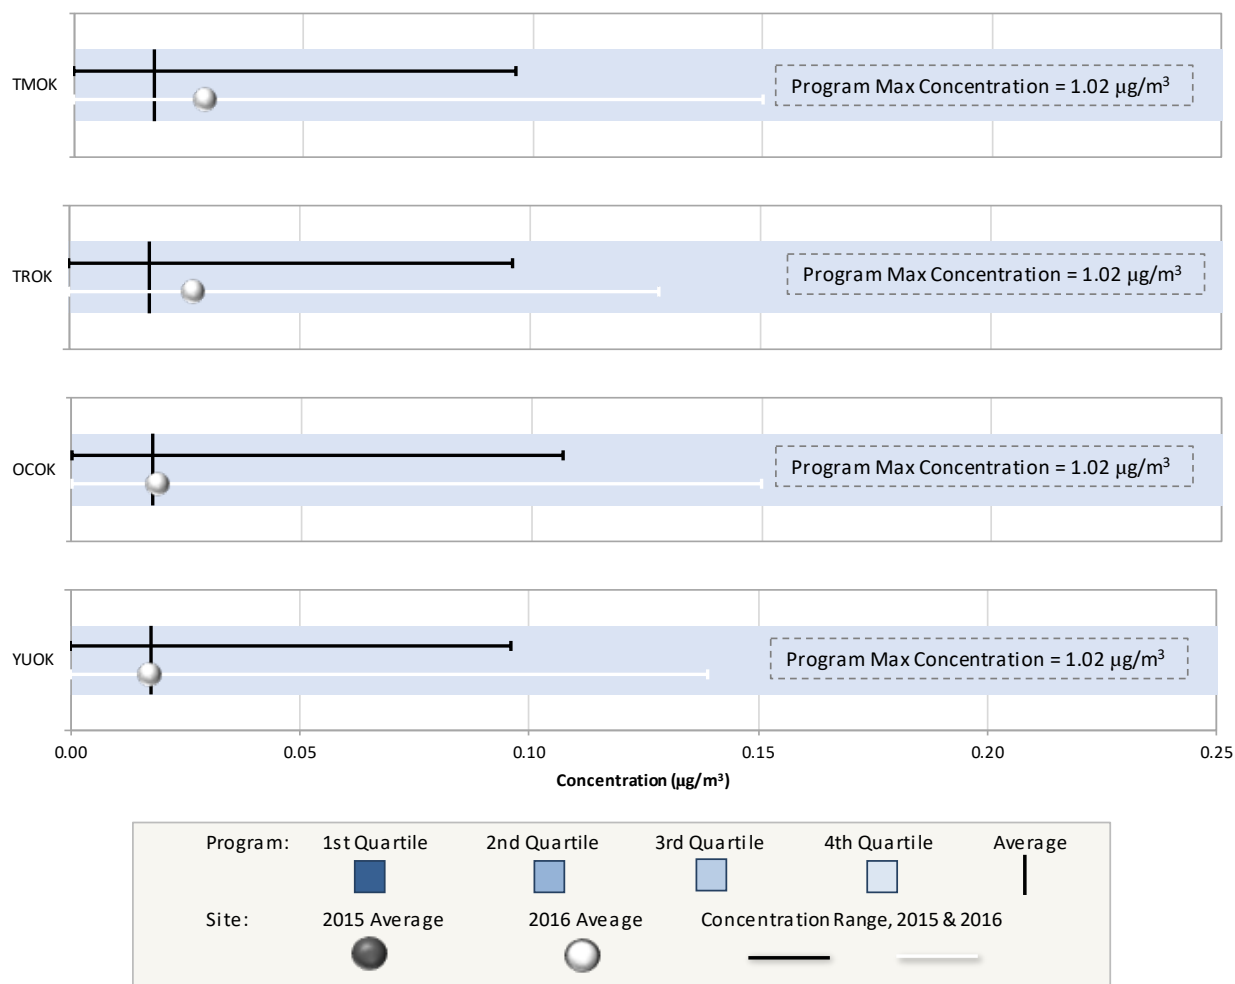 TMOK
Program Max Concentration = 1.02 µg/m³
TROK
Program Max Concentration = 1.02 µg/m³
OCOK
Program Max Concentration = 1.02 µg/m³
YUOK
Program Max Concentration = 1.02 µg/m³
0.00 0.05 0.10 0.15 0.20 0.25
Concentration (µg/m³)
Program: 1st Quartile 2nd Quartile 3rd Quartile 4th Quartile Average
Site: 2015 Average 2016 Aveage Concentration Range, 2015 & 2016